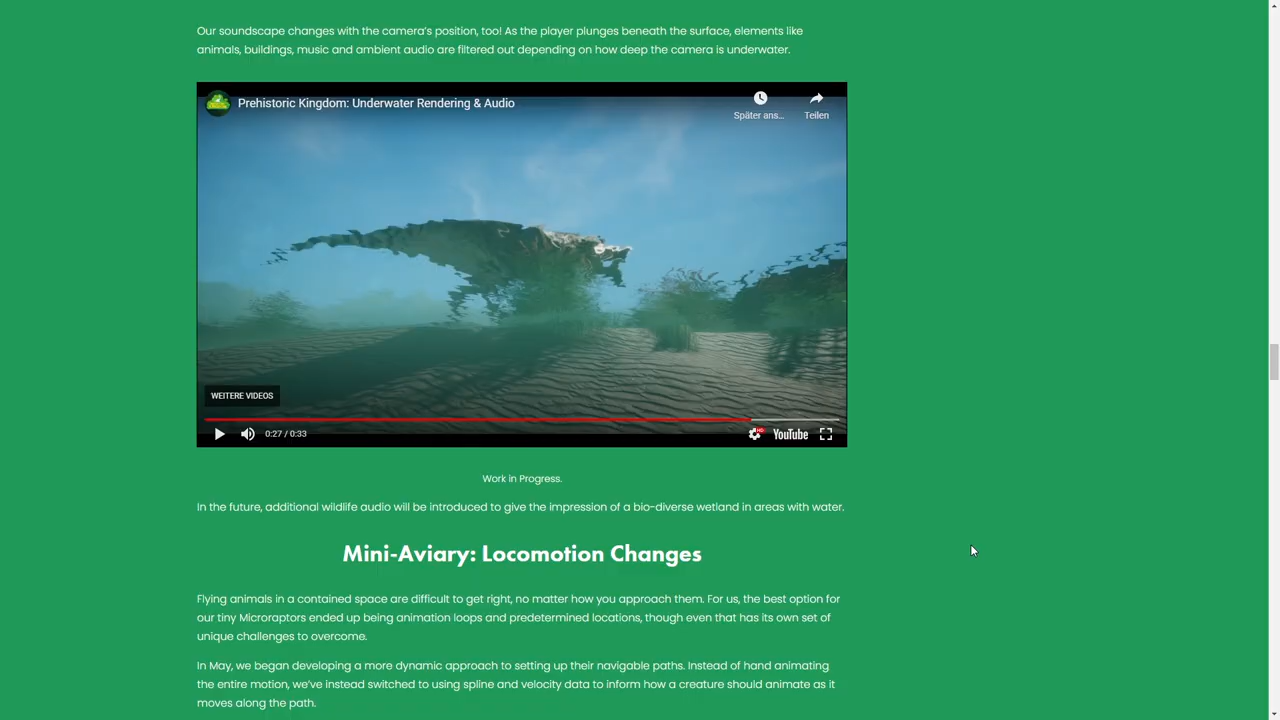 Our soundscape changes with the camera's position, too! As the player plunges beneath the surface, elements like
animals, buildings, music and ambient audio are filtered out depending on how deep the camera is underwater.
Prehistoric Kingdom: Underwater Rendering & Audio
Später ans...
Teilen
WEITERE VIDEOS
0:27 / 0:33
HD
YouTube
Work in Progress.
In the future, additional wildlife audio will be introduced to give the impression of a bio-diverse wetland in areas with water.
Mini-Aviary: Locomotion Changes
Flying animals in a contained space are difficult to get right, no matter how you approach them. For us, the best option for
our tiny Microraptors ended up being animation loops and predetermined locations, though even that has its own set of
unique challenges to overcome.
In May, we began developing a more dynamic approach to setting up their navigable paths. Instead of hand animating
the entire motion, we've instead switched to using spline and velocity data to inform how a creature should animate as it
moves along the path.